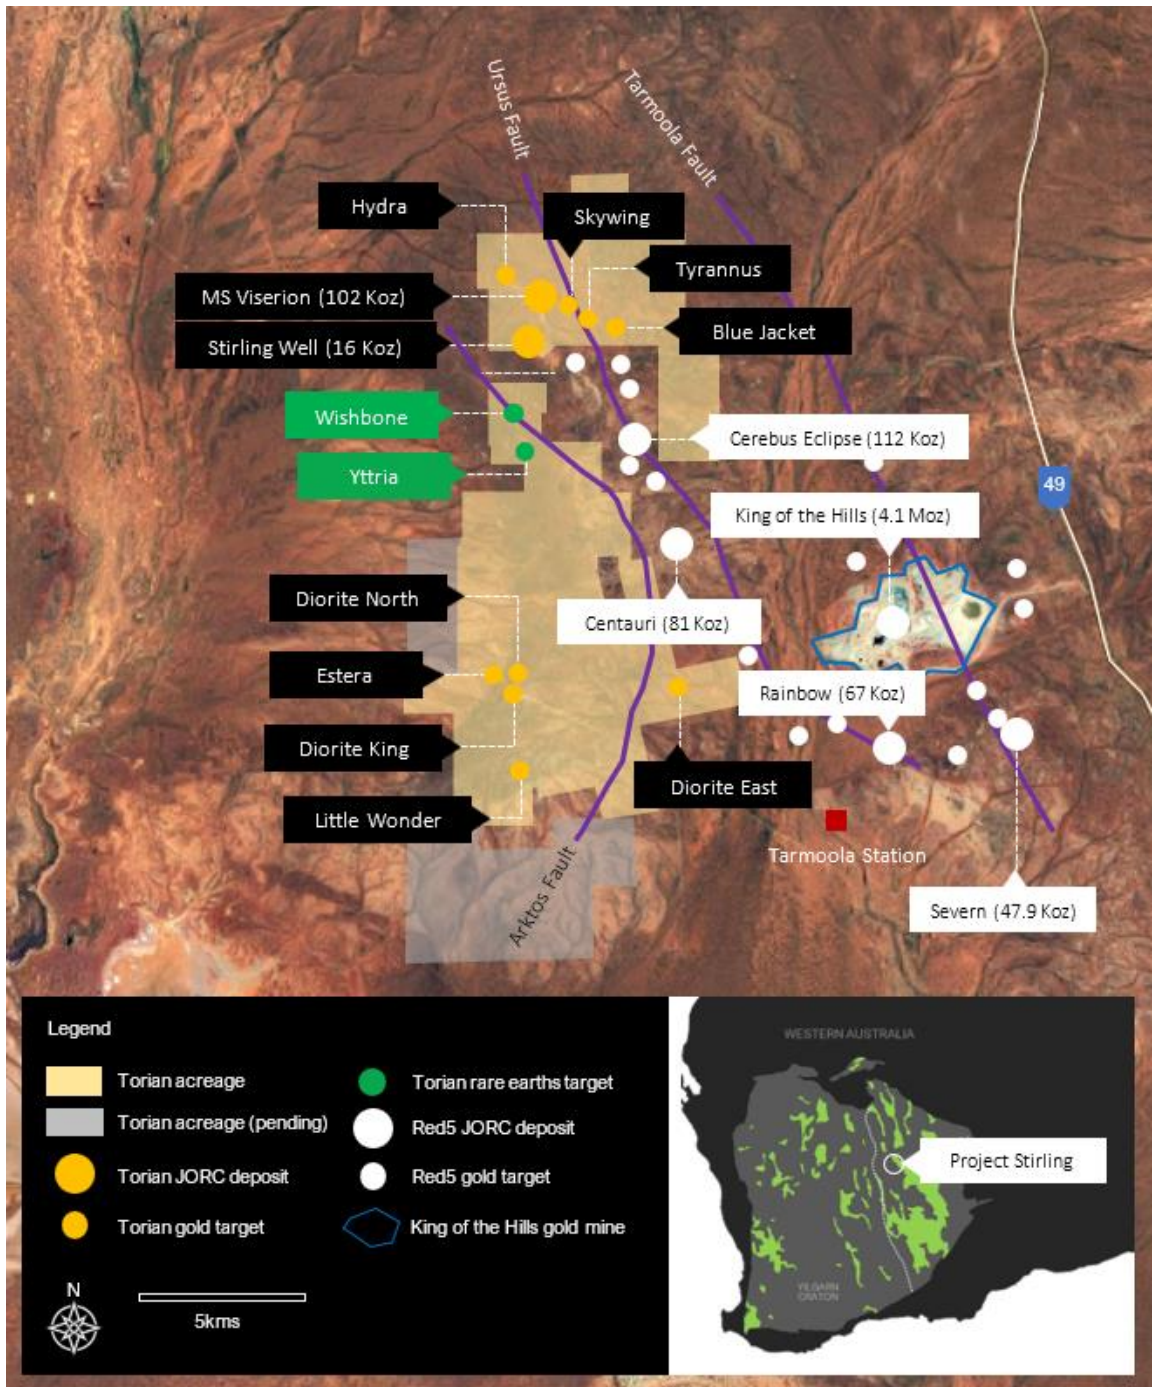 Ursus Fault
Tarmoola Fault
Hydra
Skywing
Tyrannus
MS Viserion (102 Koz)
Blue Jacket
Stirling Well (16 Koz)
Wishbone
Cerebus Eclipse (112 Koz)
Yttria
49
King of the Hills (4.1 Moz)
Diorite North
Centauri (81 Koz)
Estera
Rainbow (67 Koz)
Diorite King
Diorite East
Little Wonder
Tarmoola Station
Arktos Fault
Severn (47.9 Koz)
Legend
Torian acreage
Torian acreage (pending)
Torian JORC deposit
Torian gold target
Torian rare earths target
Red5 JORC deposit
Red5 gold target
King of the Hills gold mine
N
5kms
WESTERN AUSTRALIA
Project Stirling
YILGARN
CRATON